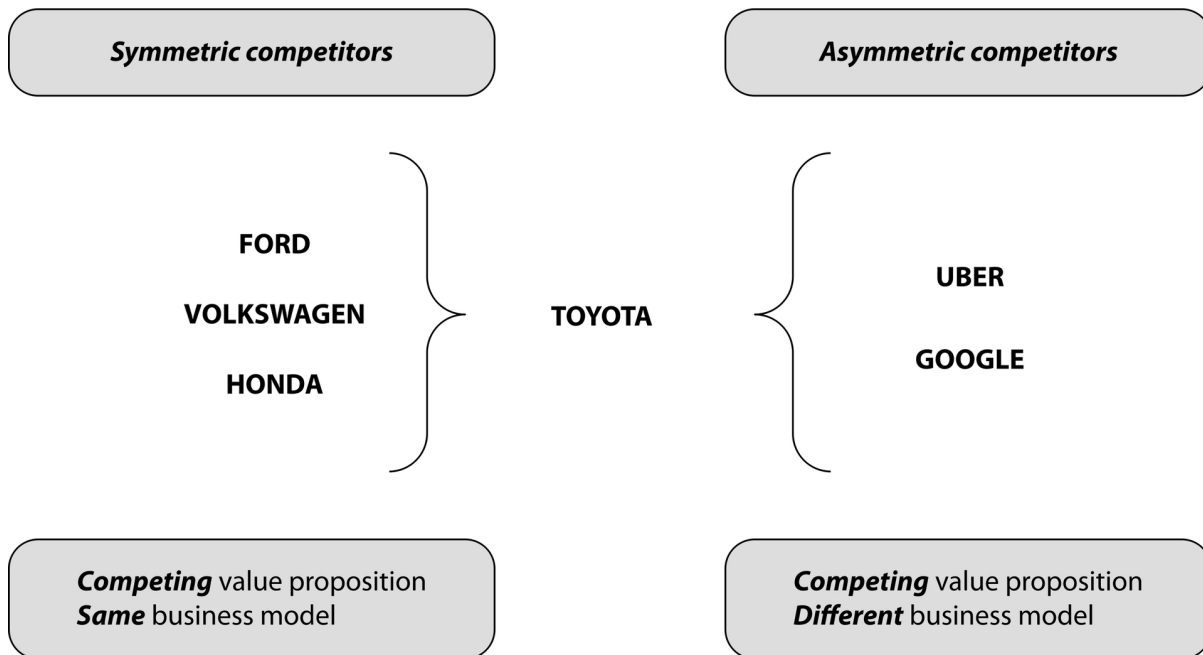 Symmetric competitors
Asymmetric competitors
FORD
VOLKSWAGEN
HONDA
TOYOTA
UBER
GOOGLE
Competing value proposition
Same business model
Competing value proposition
Different business model